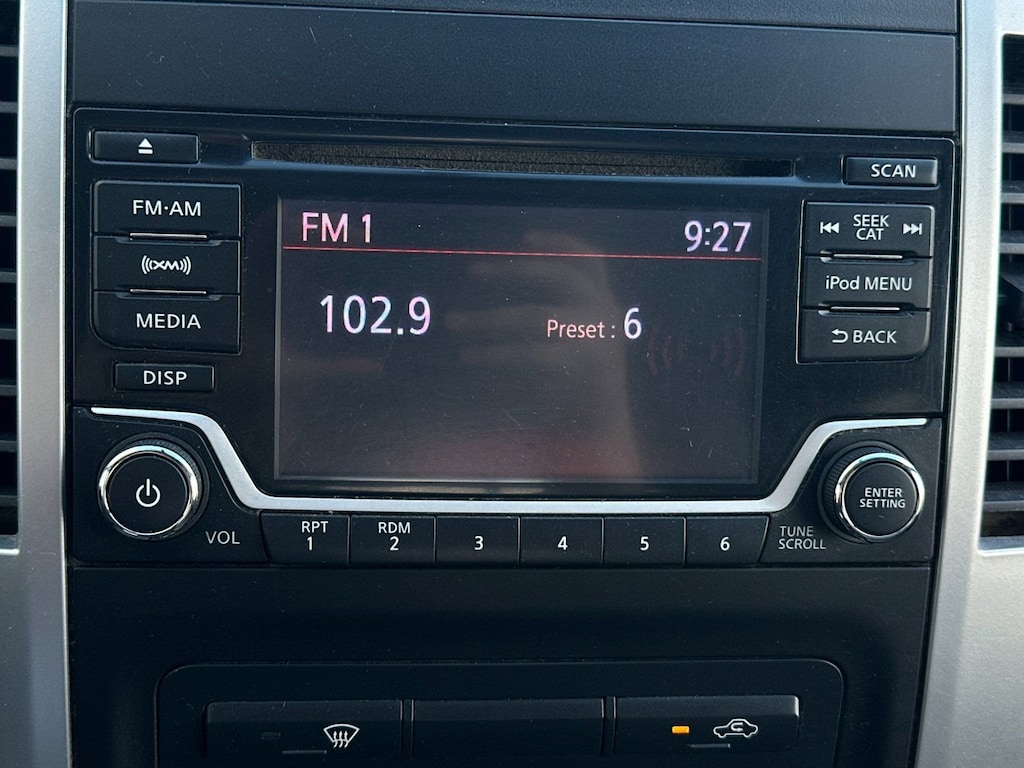 SCAN
FM·AM
SEEK
CAT
FM 1
9:27
((XM))
iPod MENU
102.9
Preset : 6
MEDIA
BACK
DISP
ENTER
SETTING
VOL
RPT
1
RDM
2
3
4
5
6
TUNE
SCROLL